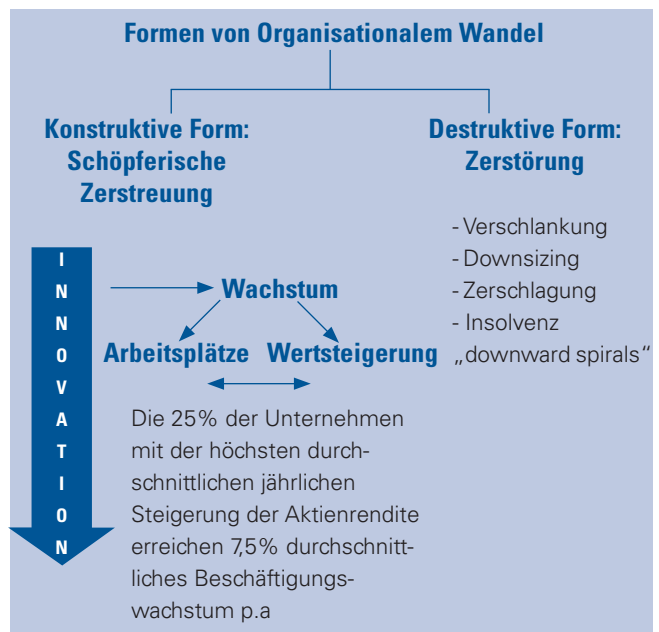 Formen von Organisationalem Wandel
Konstruktive Form:
Schöpferische
Zerstreuung
Destruktive Form:
Zerstörung
- Verschlankung
- Downsizing
- Zerschlagung
- Insolvenz
„downward spirals“
INNOVATION
Wachstum
Arbeitsplätze Wertsteigerung
Die 25% der Unternehmen
mit der höchsten durch-
schnittlichen jährlichen
Steigerung der Aktienrendite
erreichen 7,5% durchschnitt-
liches Beschäftigungs-
wachstum p.a